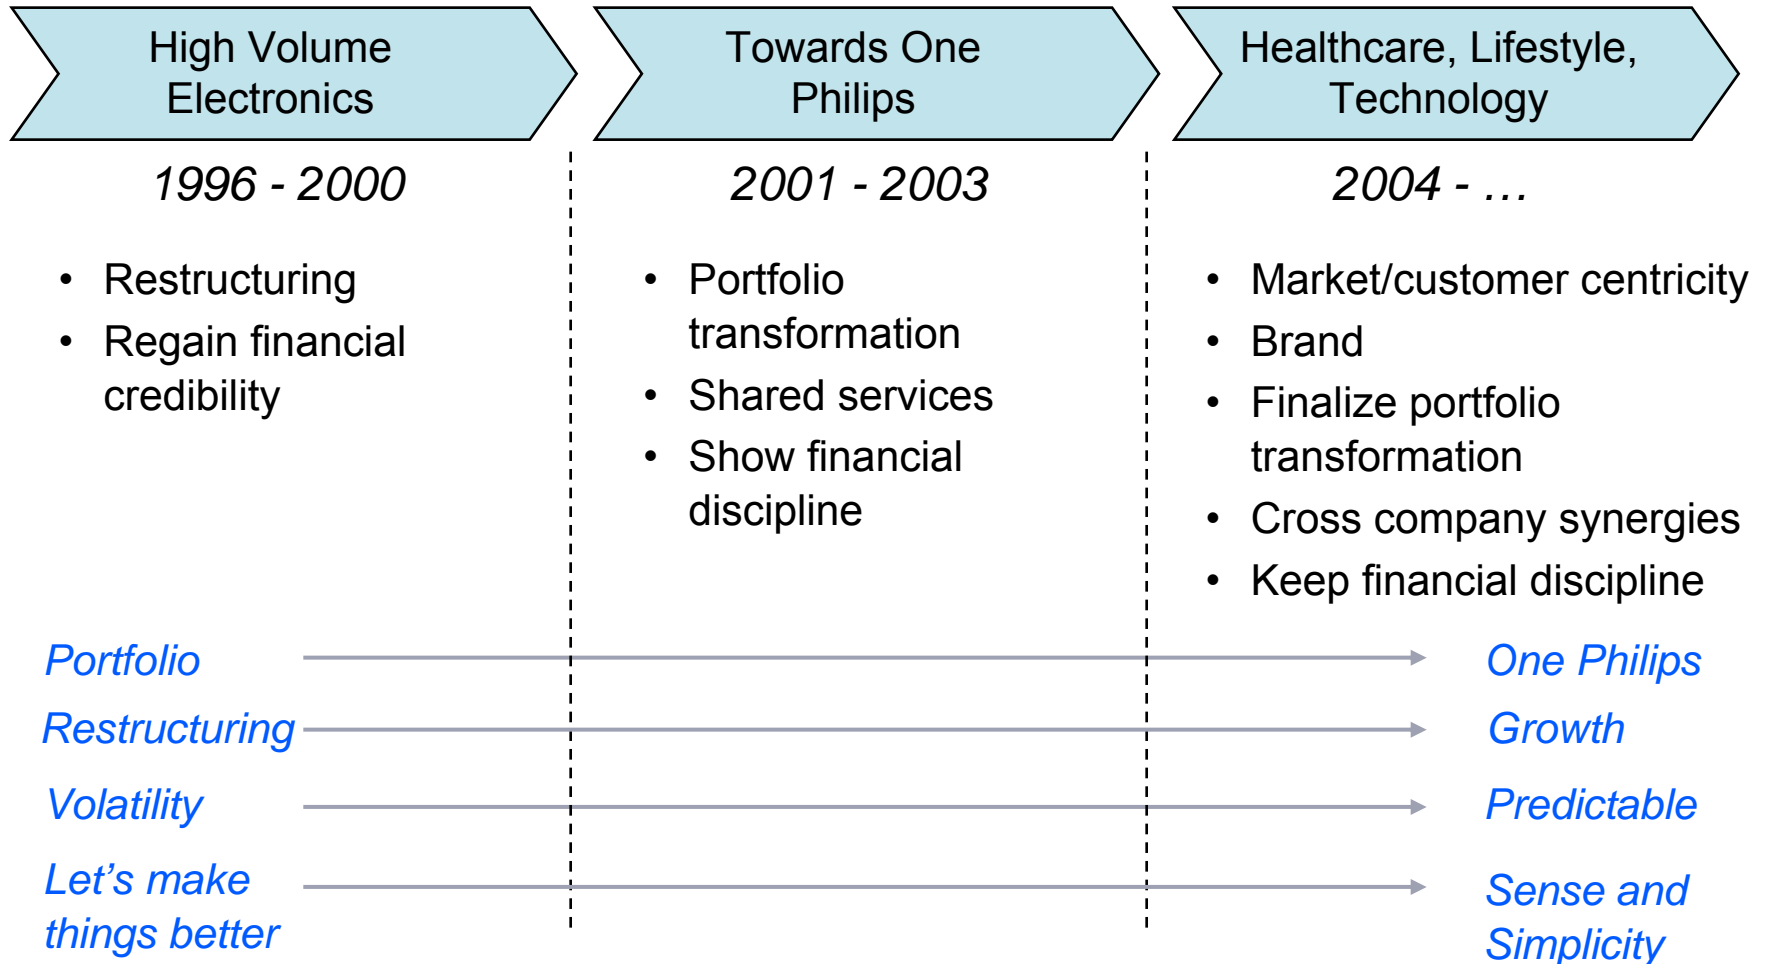 High Volume
Electronics
Towards One
Philips
Healthcare, Lifestyle,
Technology
1996 - 2000
2001 - 2003
2004 - …
• Restructuring
• Regain financial
credibility
• Portfolio
transformation
• Shared services
• Show financial
discipline
• Market/customer centricity
• Brand
• Finalize portfolio
transformation
• Cross company synergies
• Keep financial discipline
Portfolio
One Philips
Restructuring
Growth
Volatility
Predictable
Let’s make
things better
Sense and
Simplicity